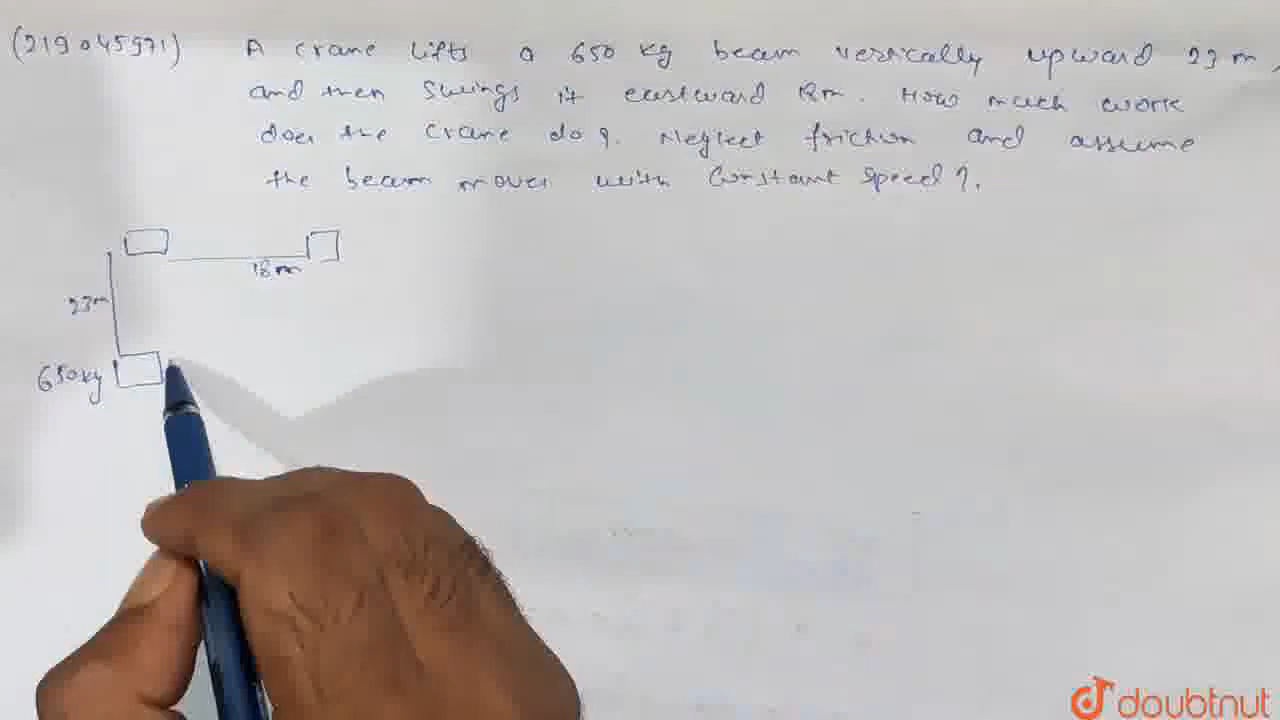 (219045971) A crane lifts a 650 kg beam vertically upward 23 m,
and then swings it eastward 18m. How much work
does the crane do?. Neglect friction and assume
the beam moves with Constant speed?.
18m
23m
650kg
doubtnut